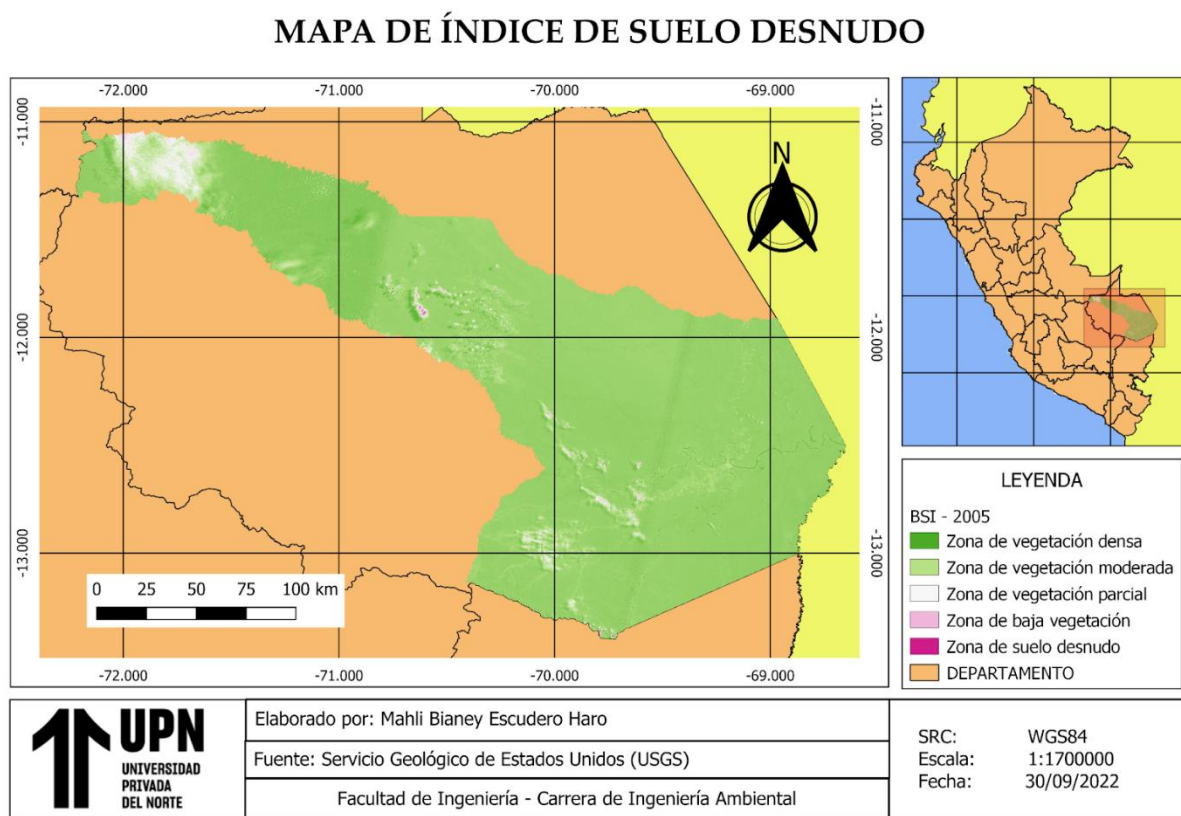 MAPA DE ÍNDICE DE SUELO DESNUDO
-72.000 -71.000 -70.000 -69.000
-11.000 -11.000
N
-12.000 -12.000
-13.000 -13.000
0 25 50 75 100 km
-72.000 -71.000 -70.000 -69.000
LEYENDA
BSI - 2005
Zona de vegetación densa
Zona de vegetación moderada
Zona de vegetación parcial
Zona de baja vegetación
Zona de suelo desnudo
DEPARTAMENTO
UPN
UNIVERSIDAD
PRIVADA
DEL NORTE
Elaborado por: Mahli Bianey Escudero Haro
Fuente: Servicio Geológico de Estados Unidos (USGS)
Facultad de Ingeniería - Carrera de Ingeniería Ambiental
SRC: WGS84
Escala: 1:1700000
Fecha: 30/09/2022